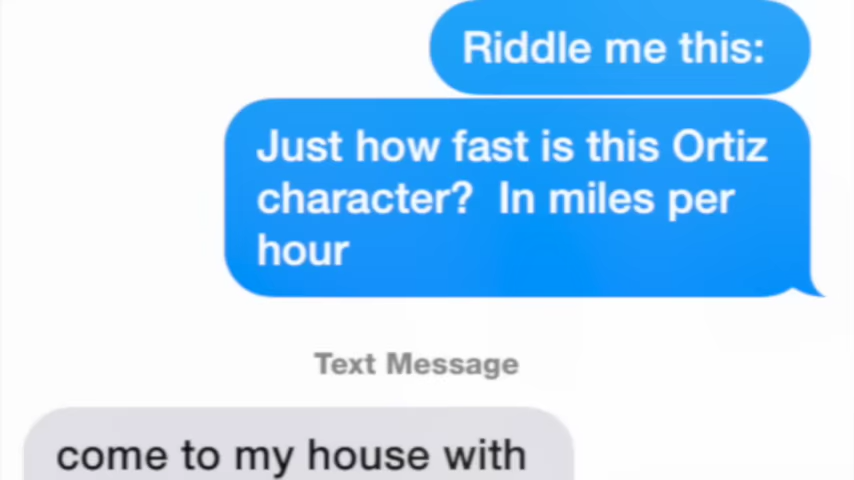 Riddle me this:
Just how fast is this Ortiz
character?  In miles per
hour
Text Message
come to my house with